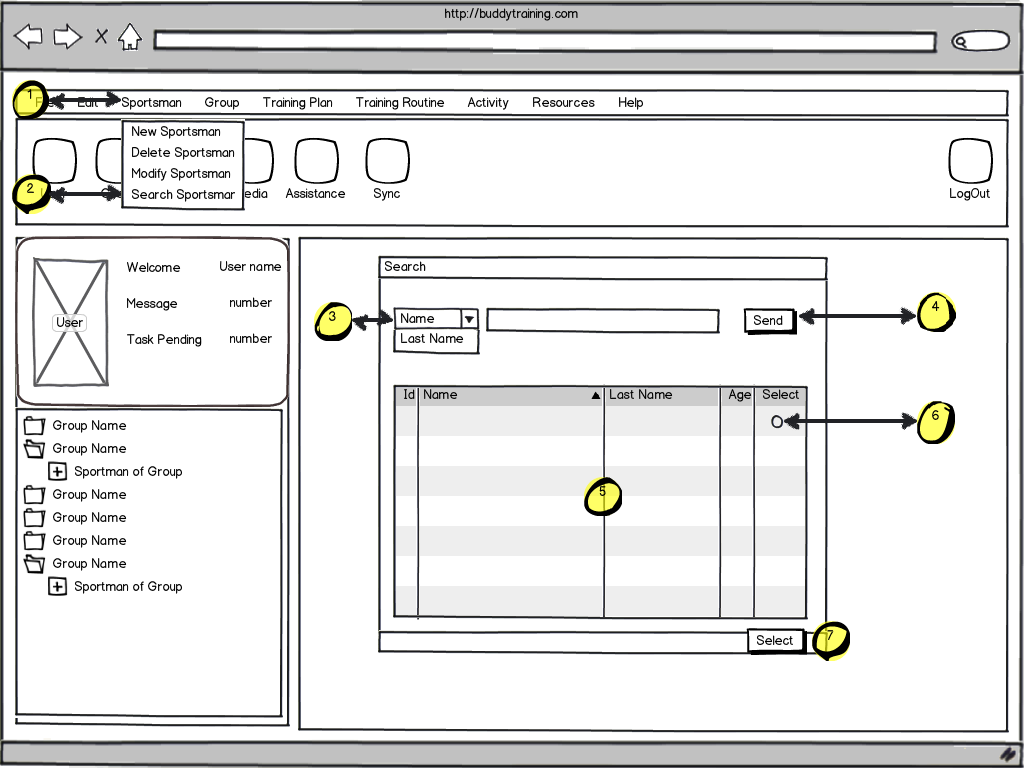 http://buddytraining.com
1 Edit Sportsman Group Training Plan Training Routine Activity Resources Help
New Sportsman
Delete Sportsman
Modify Sportsman
2 Search Sportsmar
Assistance Sync LogOut
Welcome User name
Message number
User
Task Pending number
Search
3 Name Send 4
Last Name
Id Name Last Name Age Select
6
5
Group Name
Group Name
Sportman of Group
Group Name
Group Name
Group Name
Group Name
Sportman of Group
Select 7